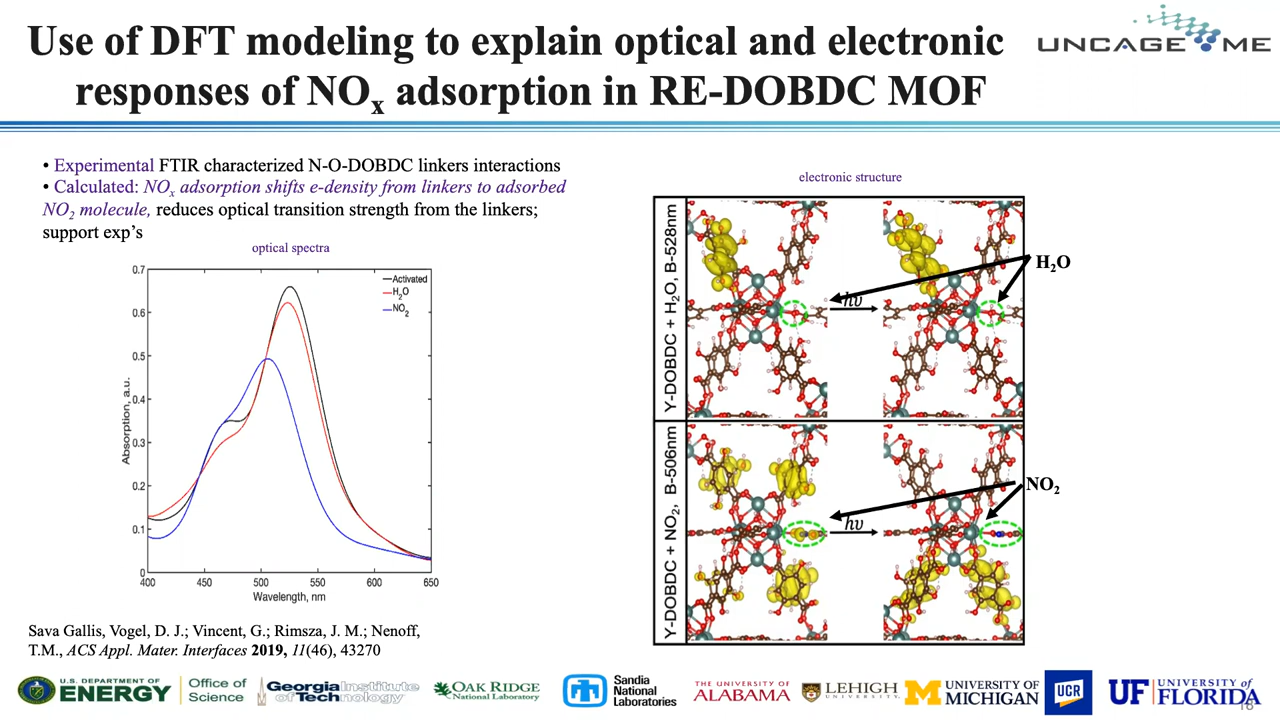 Use of DFT modeling to explain optical and electronic
responses of NOx adsorption in RE-DOBDC MOF
UNCAGE ME
• Experimental FTIR characterized N-O-DOBDC linkers interactions
• Calculated: NOx adsorption shifts e-density from linkers to adsorbed
NO2 molecule, reduces optical transition strength from the linkers;
support exp’s
optical spectra
0.7
0.6
0.5
0.4
0.3
0.2
0.1
0
Absorption, a.u.
Activated
H2O
NO2
400 450 500 550 600 650
Wavelength, nm
electronic structure
Y-DOBDC + H2O, B-528nm
hυ
H2O
Y-DOBDC + NO2, B-506nm
hυ
NO2
Sava Gallis, Vogel, D. J.; Vincent, G.; Rimsza, J. M.; Nenoff,
T.M., ACS Appl. Mater. Interfaces 2019, 11(46), 43270
U.S. DEPARTMENT OF
ENERGY
Office of
Science
Georgia Institute
of Technology
OAK RIDGE
National Laboratory
Sandia
National
Laboratories
THE UNIVERSITY OF
ALABAMA
LEHIGH
UNIVERSITY
M UNIVERSITY OF
MICHIGAN
UCR
UF UNIVERSITY of
FLORIDA
18